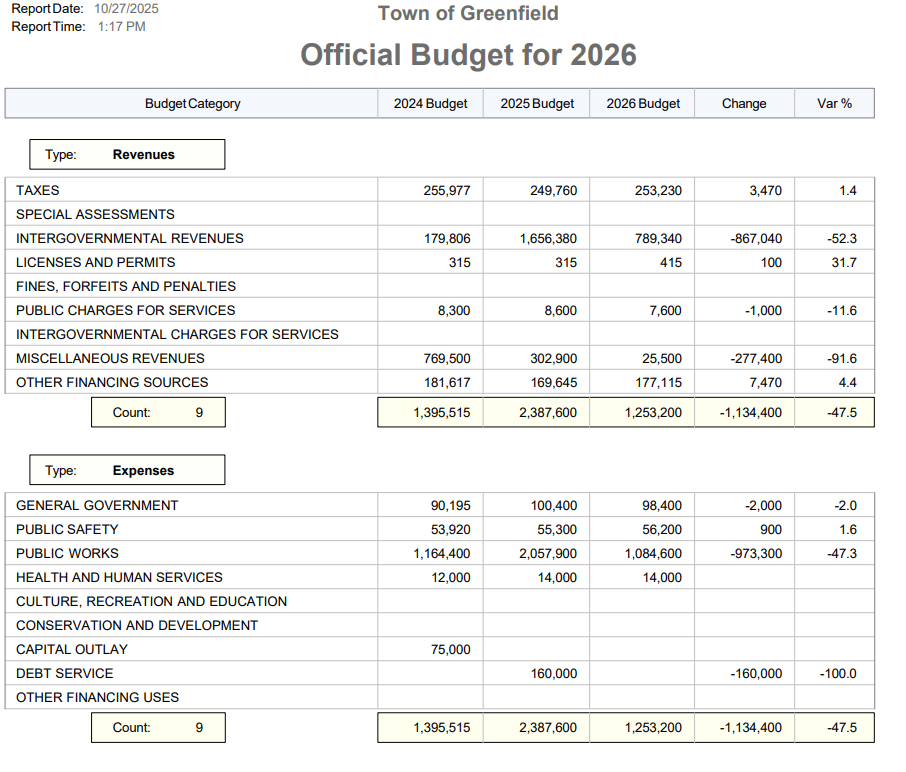 Report Date: 10/27/2025
Town of Greenfield
Report Time: 1:17 PM
Official Budget for 2026
Budget Category 2024 Budget 2025 Budget 2026 Budget Change Var %
Type: Revenues
TAXES 255,977 249,760 253,230 3,470 1.4
SPECIAL ASSESSMENTS
INTERGOVERNMENTAL REVENUES 179,806 1,656,380 789,340 -867,040 -52.3
LICENSES AND PERMITS 315 315 415 100 31.7
FINES, FORFEITS AND PENALTIES
PUBLIC CHARGES FOR SERVICES 8,300 8,600 7,600 -1,000 -11.6
INTERGOVERNMENTAL CHARGES FOR SERVICES
MISCELLANEOUS REVENUES 769,500 302,900 25,500 -277,400 -91.6
OTHER FINANCING SOURCES 181,617 169,645 177,115 7,470 4.4
Count: 9 1,395,515 2,387,600 1,253,200 -1,134,400 -47.5
Type: Expenses
GENERAL GOVERNMENT 90,195 100,400 98,400 -2,000 -2.0
PUBLIC SAFETY 53,920 55,300 56,200 900 1.6
PUBLIC WORKS 1,164,400 2,057,900 1,084,600 -973,300 -47.3
HEALTH AND HUMAN SERVICES 12,000 14,000 14,000
CULTURE, RECREATION AND EDUCATION
CONSERVATION AND DEVELOPMENT
CAPITAL OUTLAY 75,000
DEBT SERVICE 160,000 -160,000 -100.0
OTHER FINANCING USES
Count: 9 1,395,515 2,387,600 1,253,200 -1,134,400 -47.5